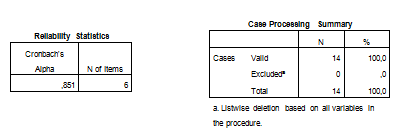 Reliability Statistics
Cronbach's
Alpha N of Items
,851 6
Case Processing Summary
N %
Cases Valid 14 100,0
Excludedª 0 ,0
Total 14 100,0
a. Listwise deletion based on all variables in
the procedure.